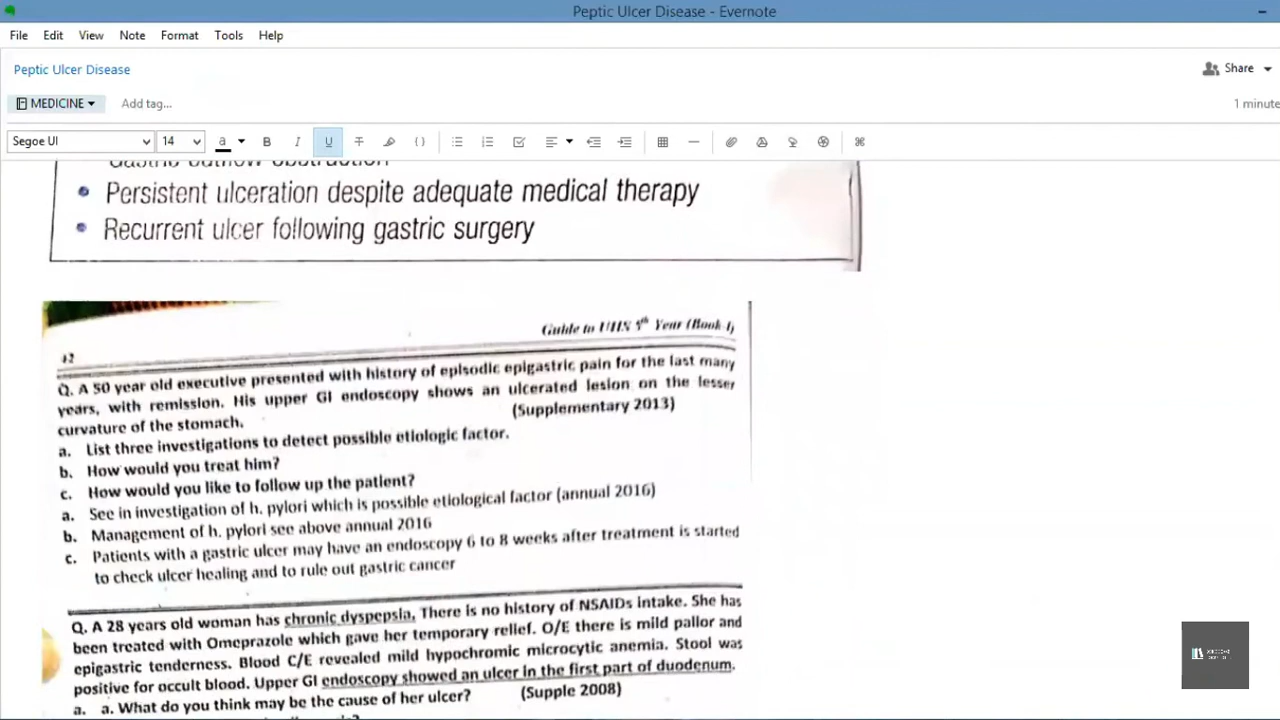 Peptic Ulcer Disease - Evernote
File Edit View Note Format Tools Help
Peptic Ulcer Disease
Share
MEDICINE Add tag...
1 minute
Segoe UI 14 a B I U T
Gastric outflow obstruction
• Persistent ulceration despite adequate medical therapy
• Recurrent ulcer following gastric surgery
Guide to UHS 4th Year (Book-I)
42
Q. A 50 year old executive presented with history of episodic epigastric pain for the last many
years, with remission. His upper GI endoscopy shows an ulcerated lesion on the lesser
curvature of the stomach. (Supplementary 2013)
a. List three investigations to detect possible etiologic factor.
b. How would you treat him?
c. How would you like to follow up the patient?
a. See in investigation of h. pylori which is possible etiological factor (annual 2016)
b. Management of h. pylori see above annual 2016
c. Patients with a gastric ulcer may have an endoscopy 6 to 8 weeks after treatment is started
to check ulcer healing and to rule out gastric cancer
Q. A 28 years old woman has chronic dyspepsia, There is no history of NSAIDs intake. She has
been treated with Omeprazole which gave her temporary relief. O/E there is mild pallor and
epigastric tenderness. Blood C/E revealed mild hypochromic microcytic anemia. Stool was
positive for occult blood. Upper GI endoscopy showed an ulcer in the first part of duodenum.
a. a. What do you think may be the cause of her ulcer? (Supple 2008)